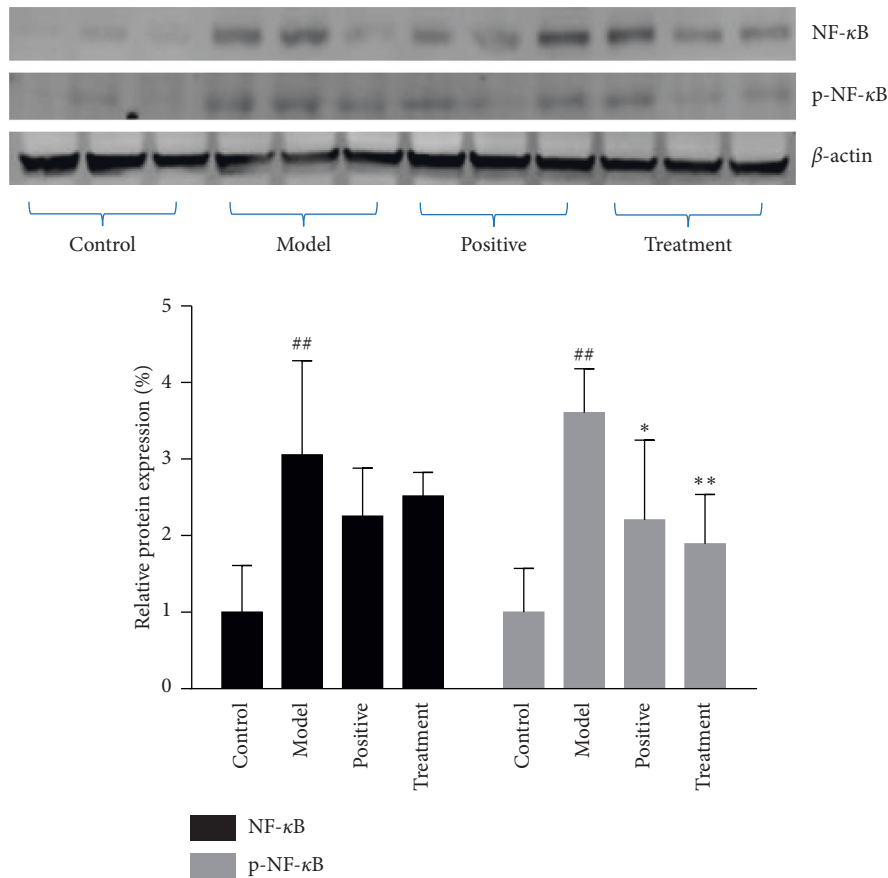 NF-κB
p-NF-κB
β-actin
Control Model Positive Treatment
5
4
3
2
1
0
Relative protein expression (%)
##
##
*
**
Control Model Positive Treatment Control Model Positive Treatment
NF-κB
p-NF-κB